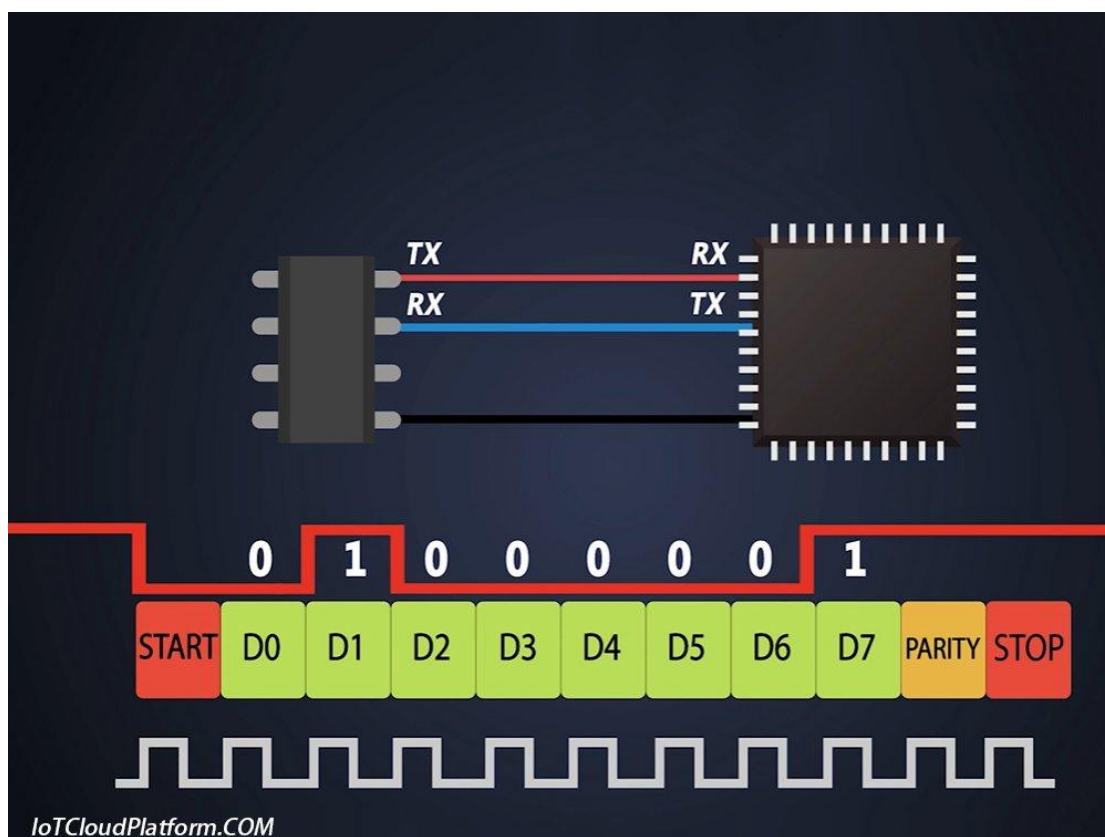 TX RX
RX TX
0 1 0 0 0 0 0 1
START D0 D1 D2 D3 D4 D5 D6 D7 PARITY STOP
IoTCloudPlatform.COM